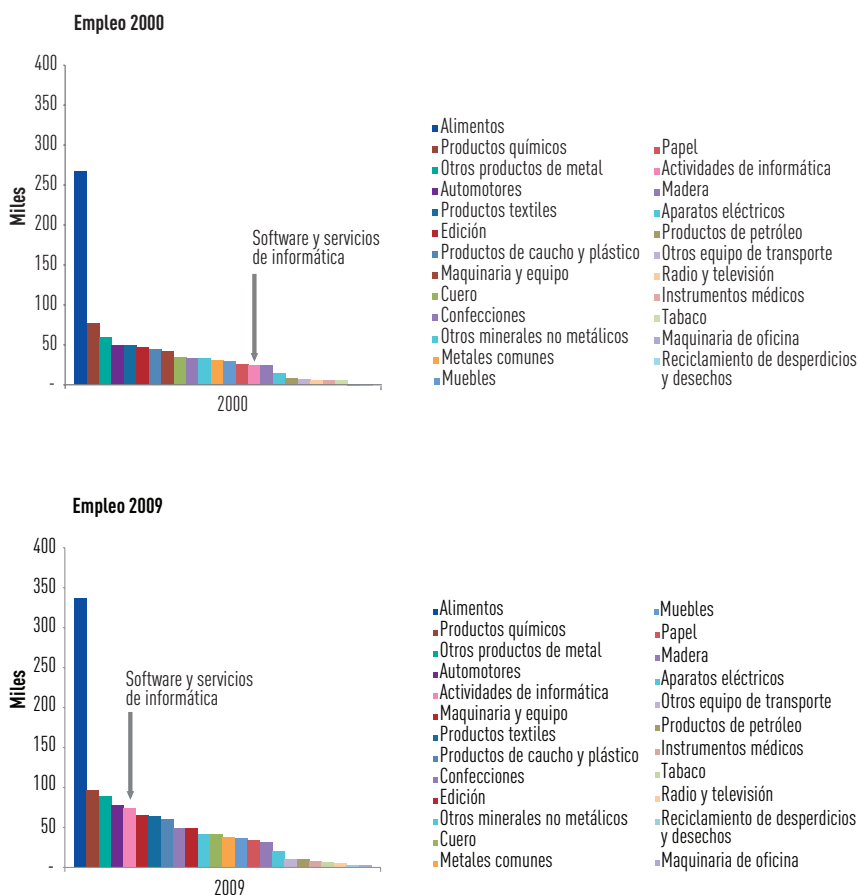 Empleo 2000
400
350
300
250
200
150
100
50
-
Miles
Software y servicios
de informática
2000
Alimentos
Productos químicos
Otros productos de metal
Automotores
Productos textiles
Edición
Productos de caucho y plástico
Maquinaria y equipo
Cuero
Confecciones
Otros minerales no metálicos
Metales comunes
Muebles
Papel
Actividades de informática
Madera
Aparatos eléctricos
Productos de petróleo
Otros equipo de transporte
Radio y televisión
Instrumentos médicos
Tabaco
Maquinaria de oficina
Reciclamiento de desperdicios
y desechos
Empleo 2009
400
350
300
250
200
150
100
50
-
Miles
Software y servicios
de informática
2009
Alimentos
Productos químicos
Otros productos de metal
Automotores
Actividades de informática
Maquinaria y equipo
Productos textiles
Productos de caucho y plástico
Confecciones
Edición
Otros minerales no metálicos
Cuero
Metales comunes
Muebles
Papel
Madera
Aparatos eléctricos
Otros equipo de transporte
Productos de petróleo
Instrumentos médicos
Tabaco
Radio y televisión
Reciclamiento de desperdicios
y desechos
Maquinaria de oficina